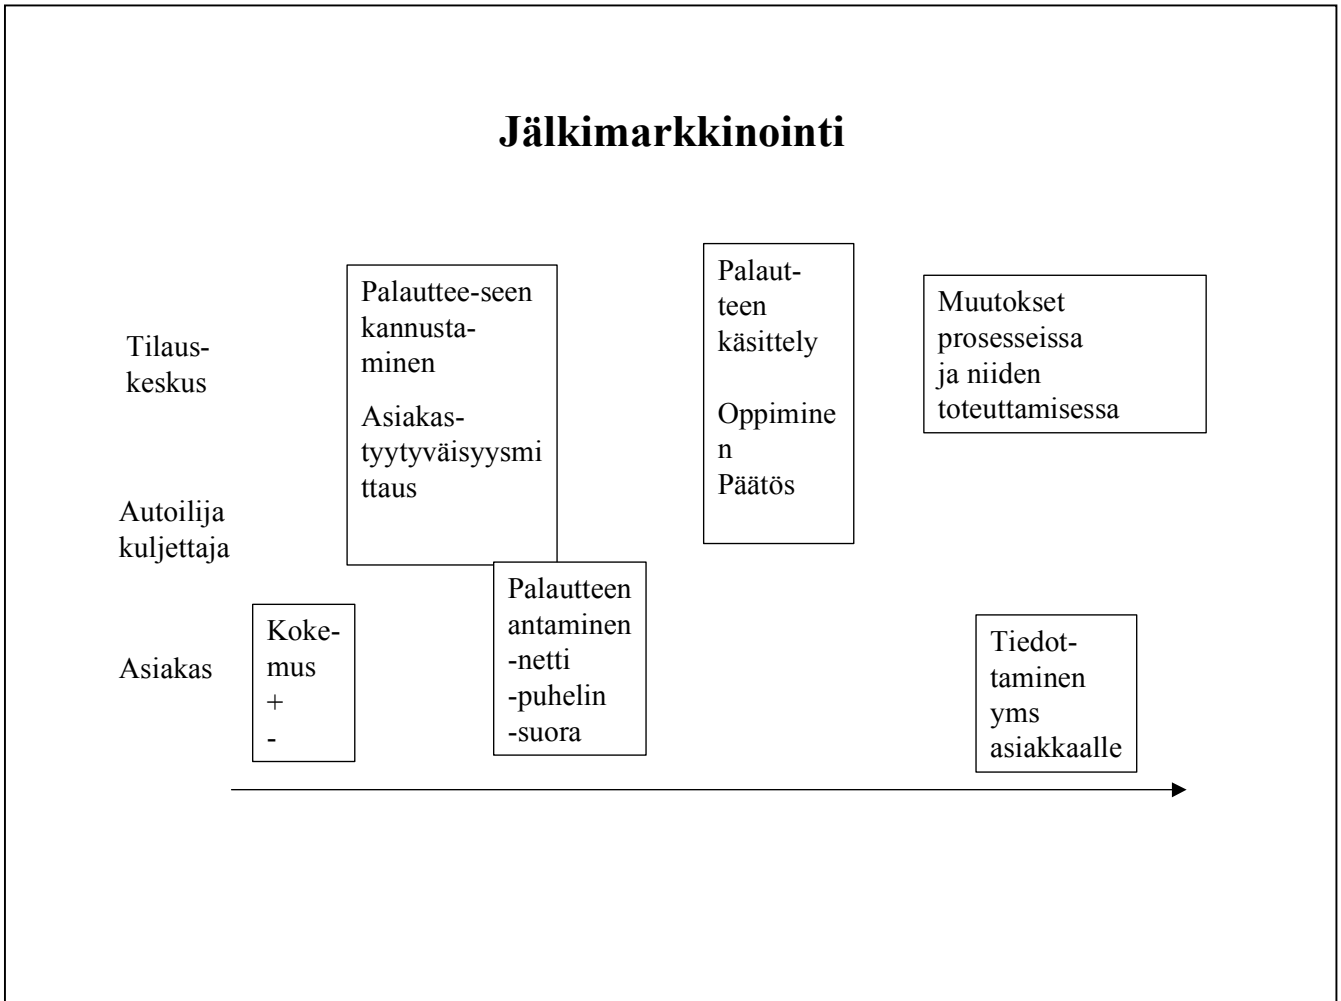 Jälkimarkkinointi
Tilaus-
keskus
Autoilija
kuljettaja
Asiakas
Koke-
mus
+
-
Palauttee-seen
kannusta-
minen
Asiakas-
tyytyväisyysmi
ttaus
Palautteen
antaminen
-netti
-puhelin
-suora
Palaut-
teen
käsittely
Oppimine
n
Päätös
Muutokset
prosesseissa
ja niiden
toteuttamisessa
Tiedot-
taminen
yms
asiakkaalle